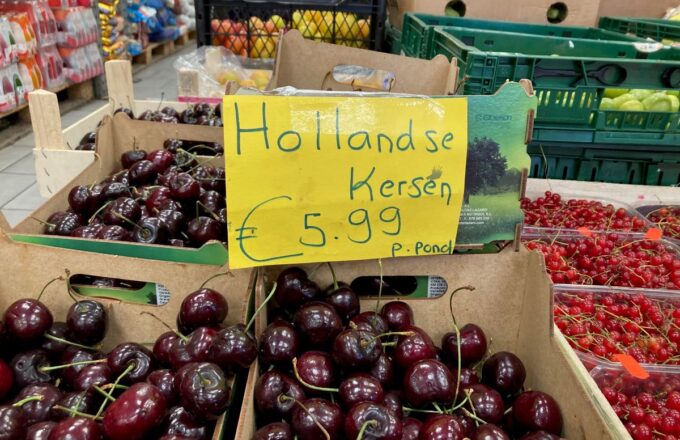 Hollandse
Kersen
€5.99
p. pond